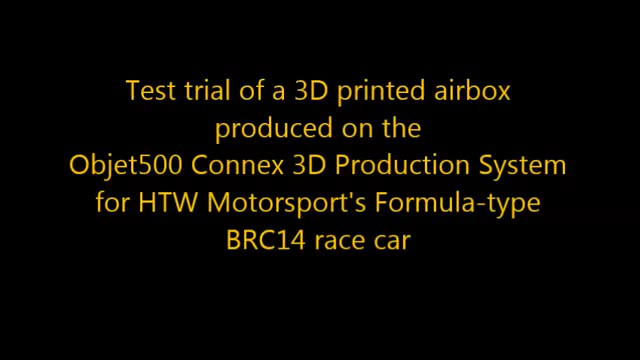 Test trial of a 3D printed airbox
produced on the
Objet500 Connex 3D Production System
for HTW Motorsport's Formula-type
BRC14 race car